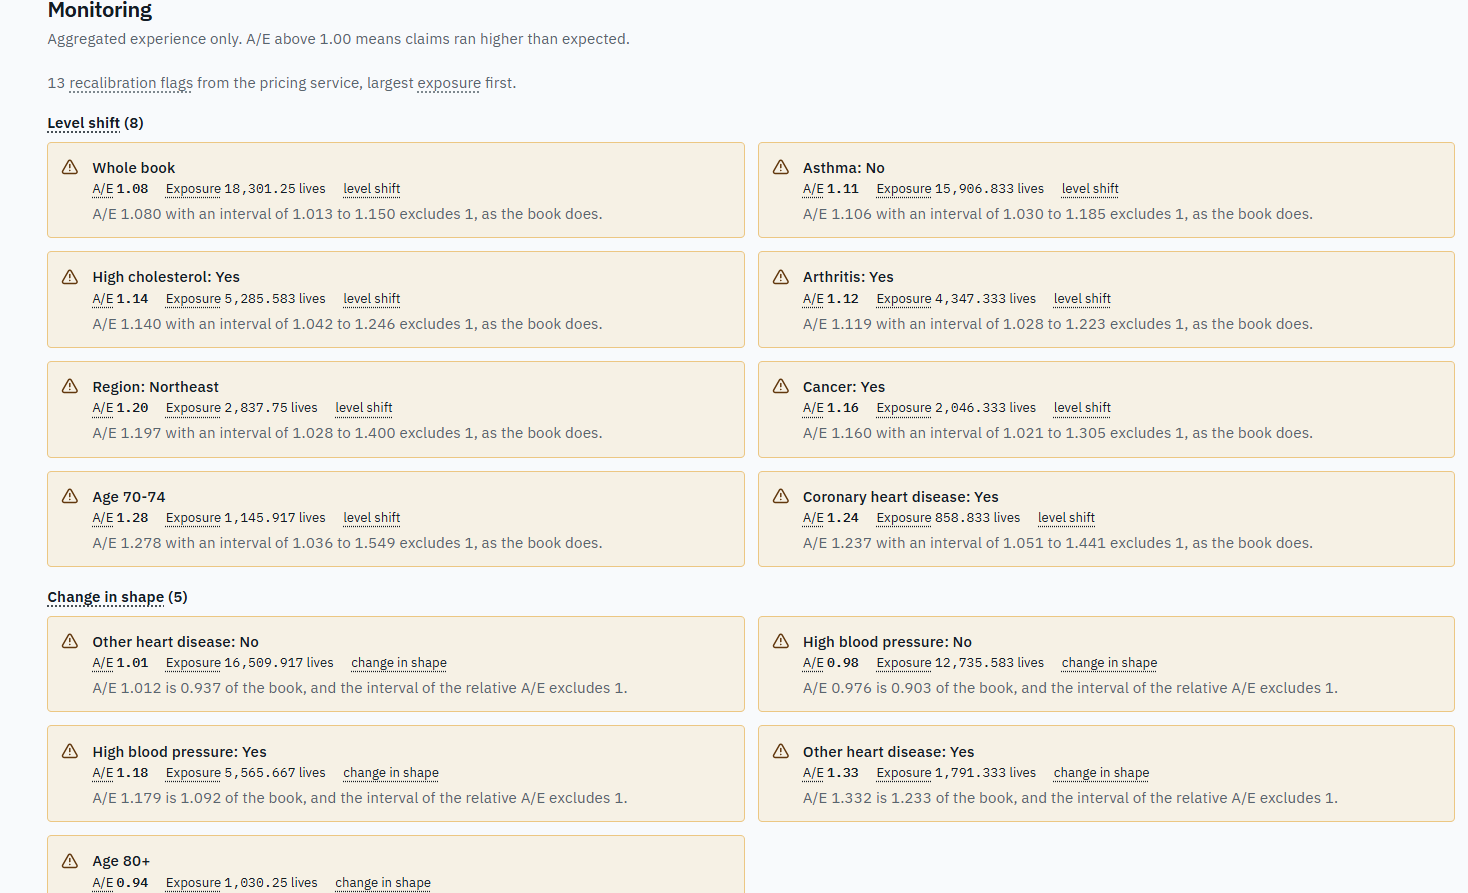 Monitoring
Aggregated experience only. A/E above 1.00 means claims ran higher than expected.
13 recalibration flags from the pricing service, largest exposure first.
Level shift (8)
Whole book
A/E 1.08 Exposure 18,301.25 lives level shift
A/E 1.080 with an interval of 1.013 to 1.150 excludes 1, as the book does.
Asthma: No
A/E 1.11 Exposure 15,906.833 lives level shift
A/E 1.106 with an interval of 1.030 to 1.185 excludes 1, as the book does.
High cholesterol: Yes
A/E 1.14 Exposure 5,285.583 lives level shift
A/E 1.140 with an interval of 1.042 to 1.246 excludes 1, as the book does.
Arthritis: Yes
A/E 1.12 Exposure 4,347.333 lives level shift
A/E 1.119 with an interval of 1.028 to 1.223 excludes 1, as the book does.
Region: Northeast
A/E 1.20 Exposure 2,837.75 lives level shift
A/E 1.197 with an interval of 1.028 to 1.400 excludes 1, as the book does.
Cancer: Yes
A/E 1.16 Exposure 2,046.333 lives level shift
A/E 1.160 with an interval of 1.021 to 1.305 excludes 1, as the book does.
Age 70-74
A/E 1.28 Exposure 1,145.917 lives level shift
A/E 1.278 with an interval of 1.036 to 1.549 excludes 1, as the book does.
Coronary heart disease: Yes
A/E 1.24 Exposure 858.833 lives level shift
A/E 1.237 with an interval of 1.051 to 1.441 excludes 1, as the book does.
Change in shape (5)
Other heart disease: No
A/E 1.01 Exposure 16,509.917 lives change in shape
A/E 1.012 is 0.937 of the book, and the interval of the relative A/E excludes 1.
High blood pressure: No
A/E 0.98 Exposure 12,735.583 lives change in shape
A/E 0.976 is 0.903 of the book, and the interval of the relative A/E excludes 1.
High blood pressure: Yes
A/E 1.18 Exposure 5,565.667 lives change in shape
A/E 1.179 is 1.092 of the book, and the interval of the relative A/E excludes 1.
Other heart disease: Yes
A/E 1.33 Exposure 1,791.333 lives change in shape
A/E 1.332 is 1.233 of the book, and the interval of the relative A/E excludes 1.
Age 80+
A/E 0.94 Exposure 1,030.25 lives change in shape